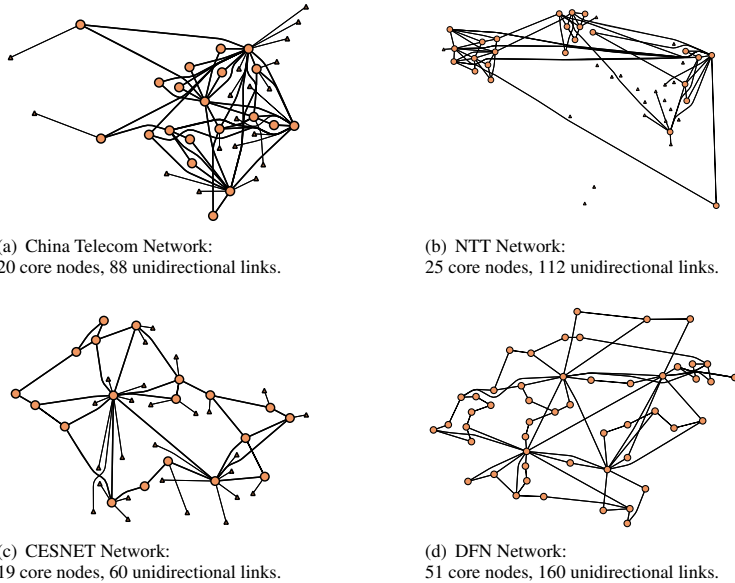 (a) China Telecom Network:
20 core nodes, 88 unidirectional links.
(b) NTT Network:
25 core nodes, 112 unidirectional links.
(c) CESNET Network:
19 core nodes, 60 unidirectional links.
(d) DFN Network:
51 core nodes, 160 unidirectional links.